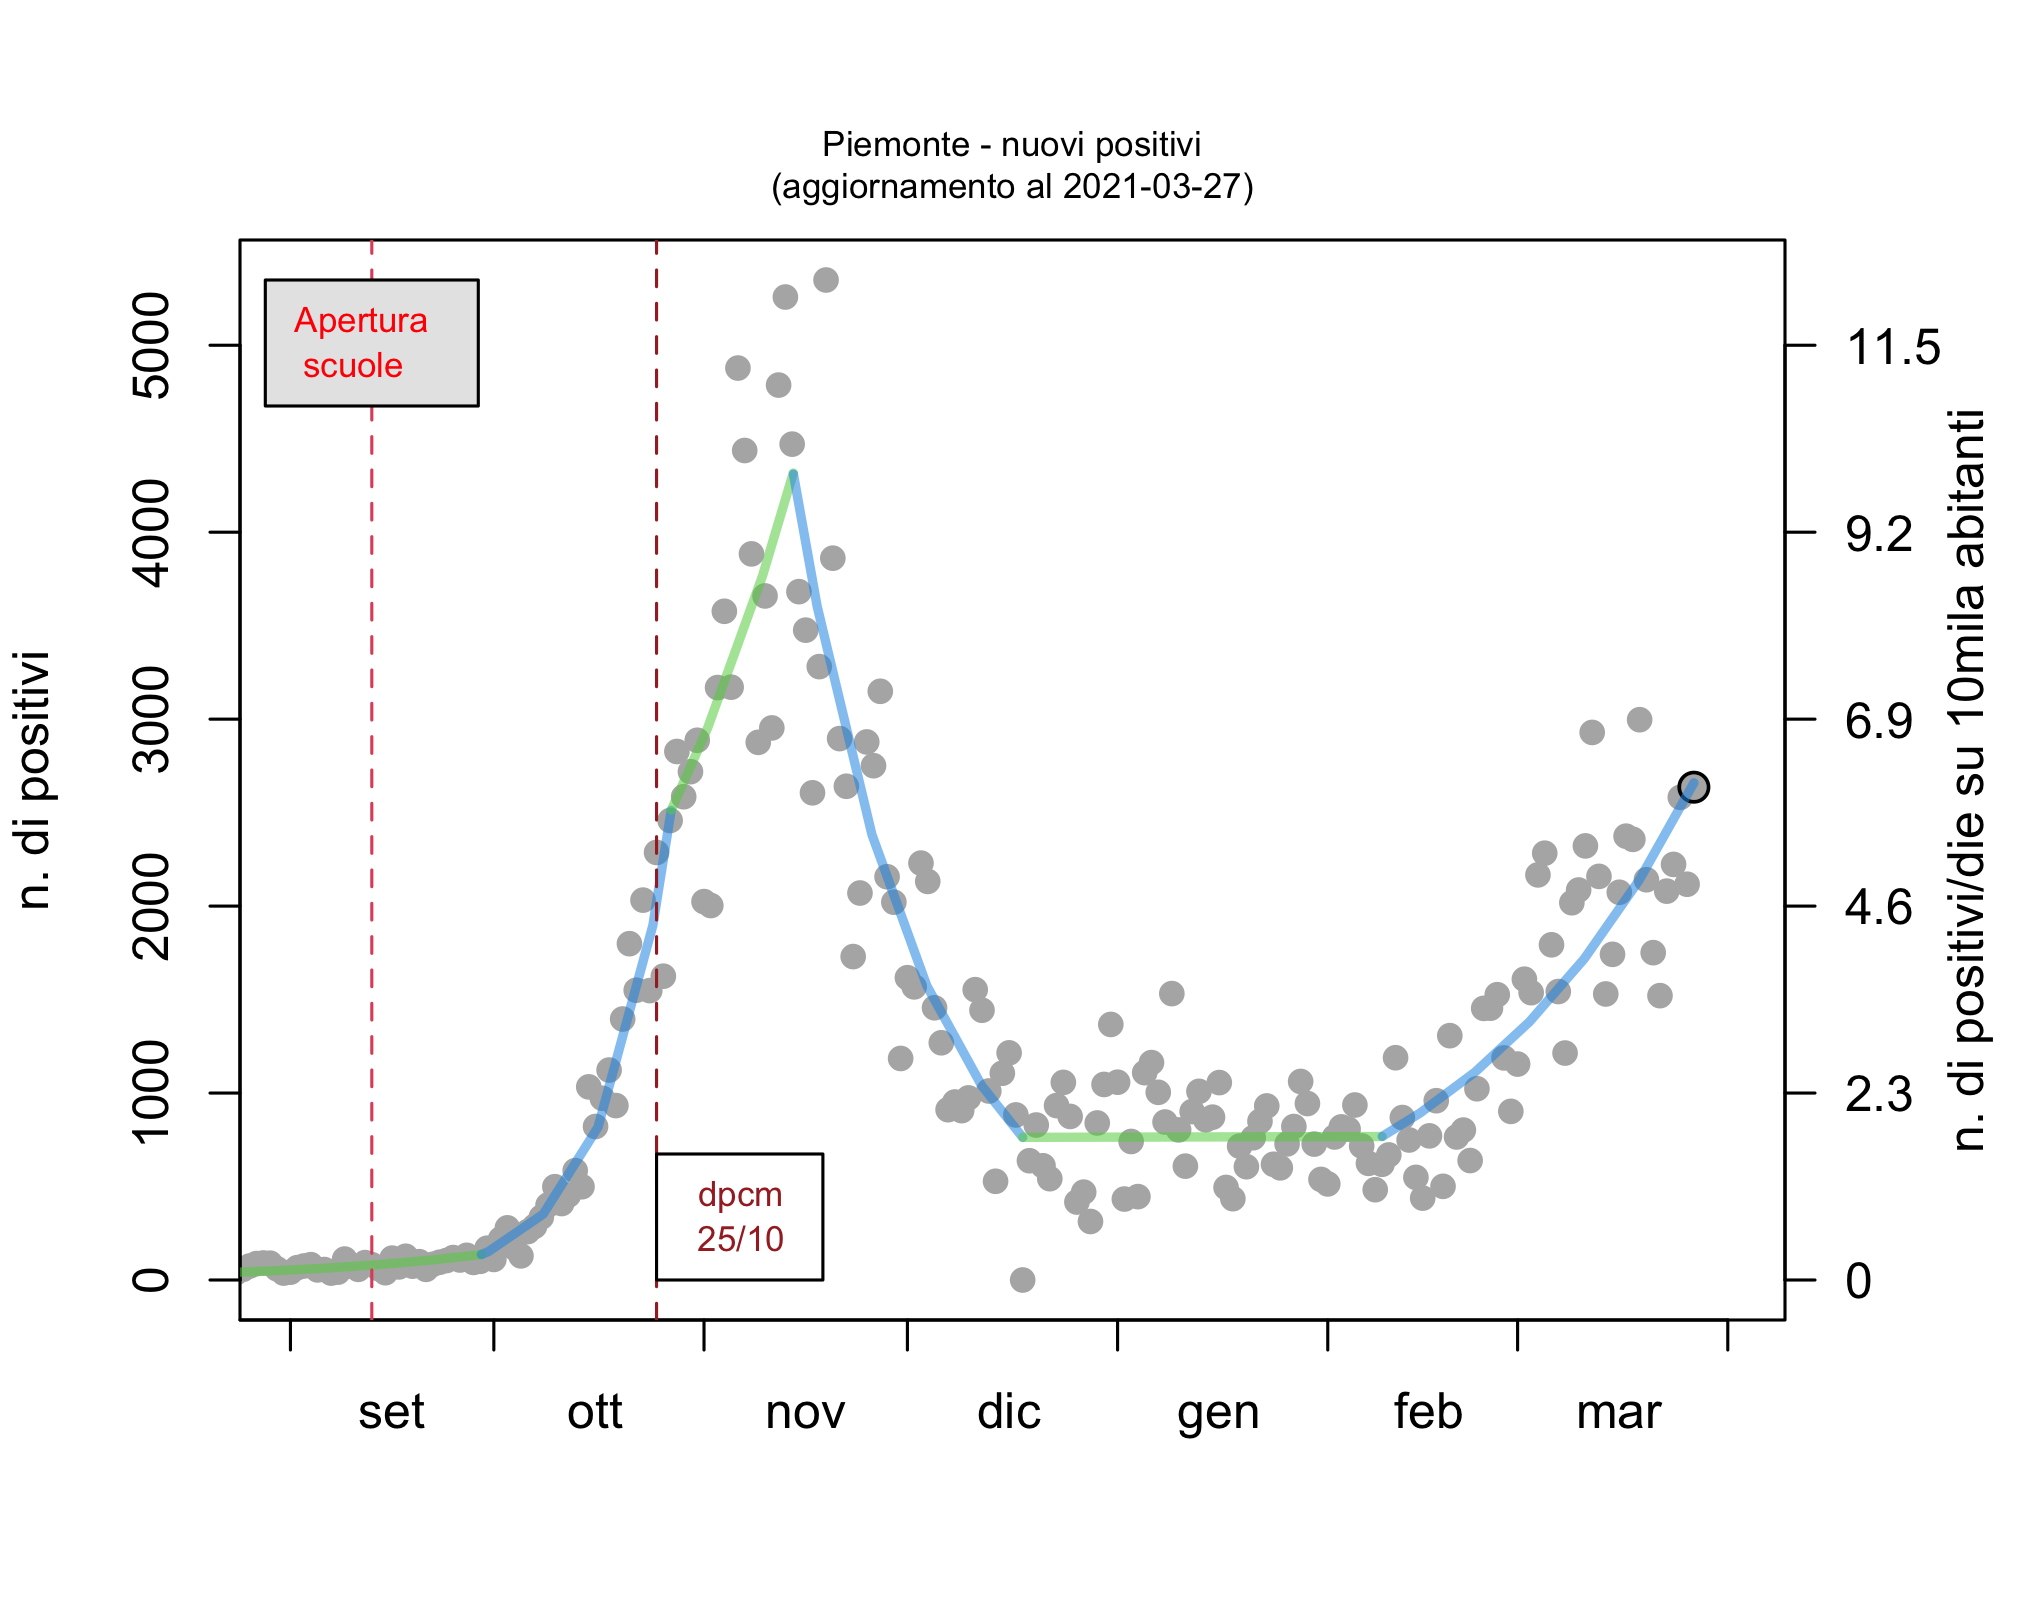 Piemonte - nuovi positivi
(aggiornamento al 2021-03-27)
Apertura
scuole
dpcm
25/10
n. di positivi
0
1000
2000
3000
4000
5000
n. di positivi/die su 10mila abitanti
11.5
9.2
6.9
4.6
2.3
0
set ott nov dic gen feb mar